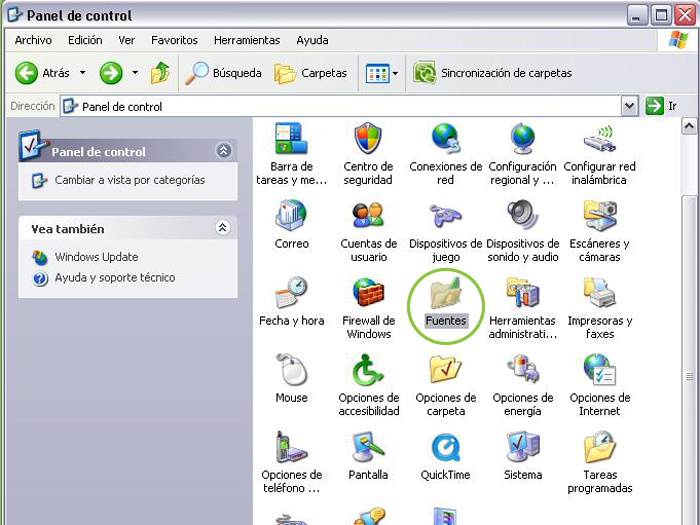 Panel de control
Archivo Edición Ver Favoritos Herramientas Ayuda
Atrás Búsqueda Carpetas Sincronización de carpetas
Dirección Panel de control Ir
Panel de control
Cambiar a vista por categorías
Vea también
Windows Update
Ayuda y soporte técnico
Barra de
tareas y me...
Centro de
seguridad
Conexiones de
red
Configuración
regional y ...
Configurar red
inalámbrica
Correo
Cuentas de
usuario
Dispositivos de
juego
Dispositivos de
sonido y audio
Escáneres y
cámaras
Fecha y hora
Firewall de
Windows
Fuentes
Herramientas
administrati...
Impresoras y
faxes
Mouse
Opciones de
accesibilidad
Opciones de
carpeta
Opciones de
energía
Opciones de
Internet
Opciones de
teléfono ...
Pantalla
QuickTime
Sistema
Tareas
programadas